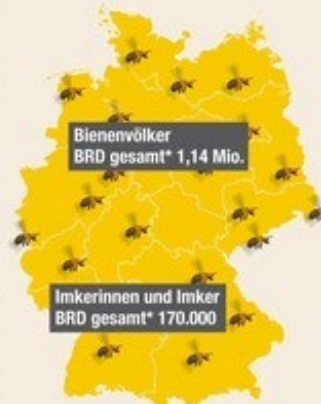 Bienenvölker
BRD gesamt* 1,14 Mio.
Imkerinnen und Imker
BRD gesamt* 170.000